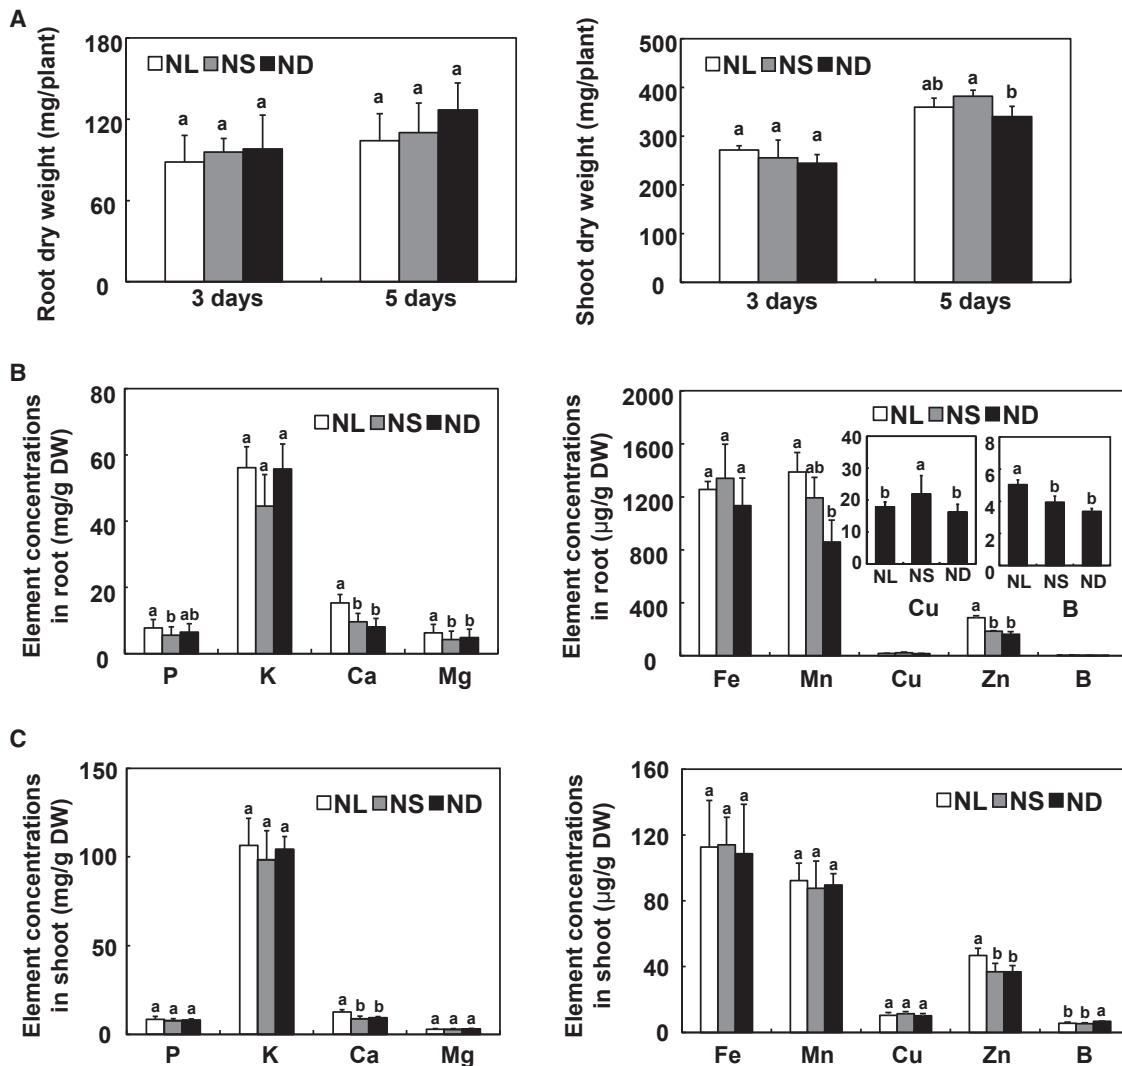 A
Root dry weight (mg/plant)
180
120
60
0
NL NS ND
a a a a a a
3 days 5 days
Shoot dry weight (mg/plant)
500
400
300
200
100
0
NL NS ND
a a a ab a b
3 days 5 days
B
Element concentrations
in root (mg/g DW)
80
60
40
20
0
NL NS ND
a b ab a a a a b b a b b
P K Ca Mg
Element concentrations
in root (µg/g DW)
2000
1600
1200
800
400
0
NL NS ND
a a a a ab b a b b
Fe Mn Cu Zn B
40
30
20
10
0
b a b
NL NS ND
Cu
8
6
4
2
0
a b b
NL NS ND
B
C
Element concentrations
in shoot (mg/g DW)
150
100
50
0
NL NS ND
a a a a a a a b b a a a
P K Ca Mg
Element concentrations
in shoot (µg/g DW)
160
120
80
40
0
NL NS ND
a a a a a a a a a a b b b b a
Fe Mn Cu Zn B